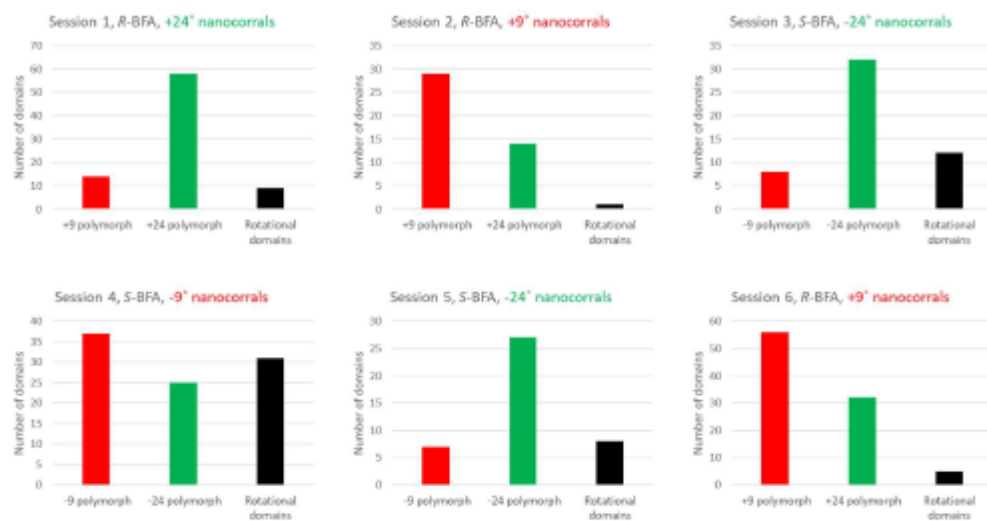 Session 1, R-BFA, +24° nanocorrals
Number of domains
70
60
50
40
30
20
10
0
+9 polymorph
+24 polymorph
Rotational
domains
Session 2, R-BFA, +9° nanocorrals
Number of domains
35
30
25
20
15
10
5
0
+9 polymorph
+24 polymorph
Rotational
domains
Session 3, S-BFA, -24° nanocorrals
Number of domains
35
30
25
20
15
10
5
0
-9 polymorph
-24 polymorph
Rotational
domains
Session 4, S-BFA, -9° nanocorrals
Number of domains
40
35
30
25
20
15
10
5
0
-9 polymorph
-24 polymorph
Rotational
domains
Session 5, S-BFA, -24° nanocorrals
Number of domains
30
25
20
15
10
5
0
-9 polymorph
-24 polymorph
Rotational
domains
Session 6, R-BFA, +9° nanocorrals
Number of domains
60
50
40
30
20
10
0
+9 polymorph
+24 polymorph
Rotational
domains